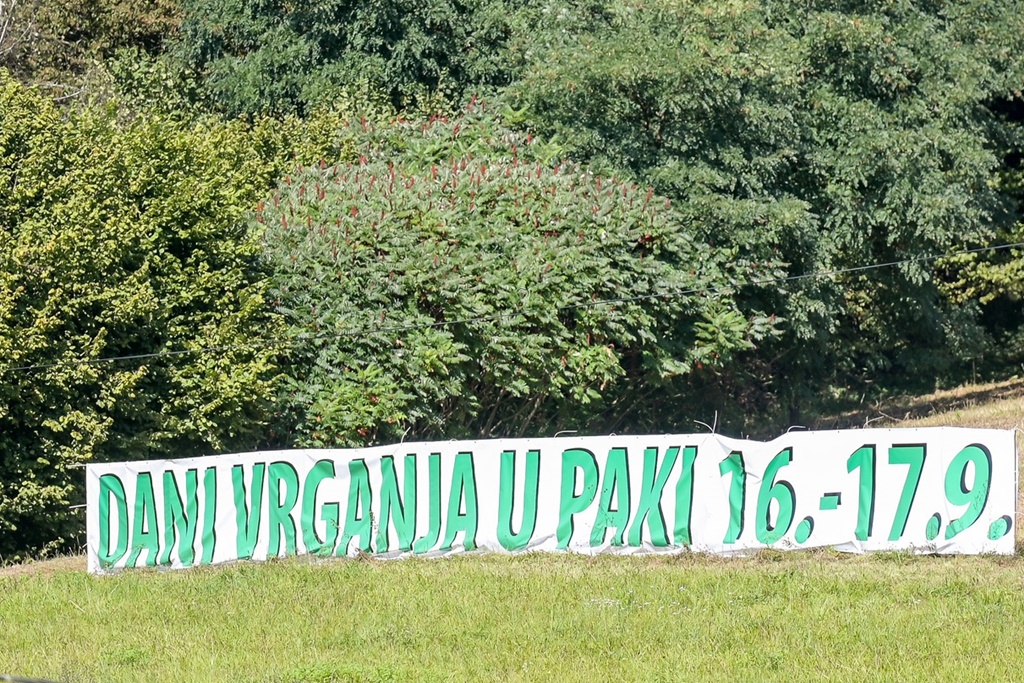 DANI VRGANJA U PAKI 16.-17.9.